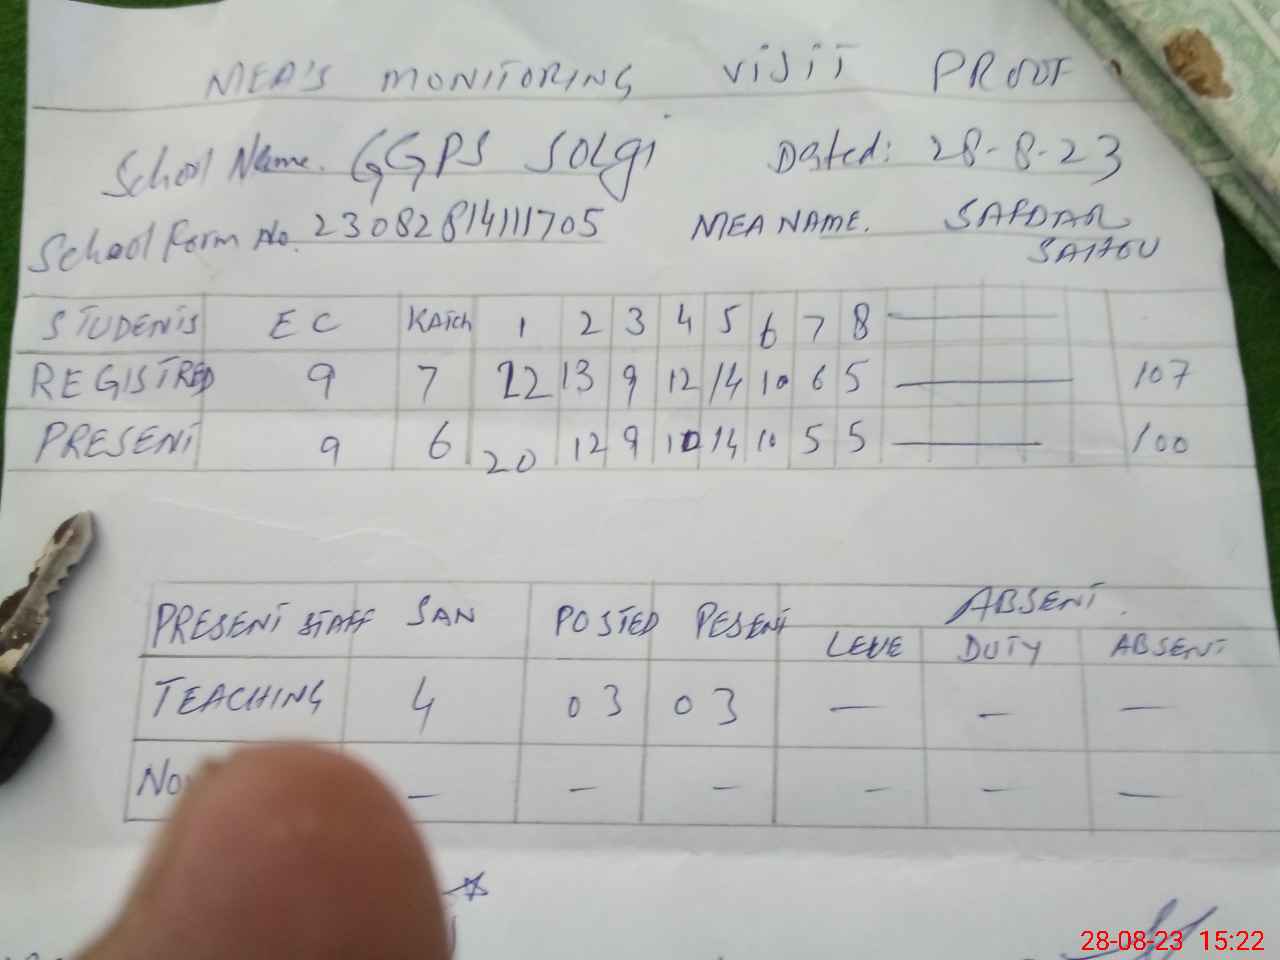 MEA'S MONITORING VISIT PROOF
School Name. GGPS SOLGI Dated: 28-8-23
School Form No. 23082814111705 MEA NAME. SAFDAR
STUDENTS EC KATCH 1 2 3 4 5 6 7 8
REGISTRED 9 7 22 13 9 12 14 10 6 5 107
PRESENT 9 6 20 12 9 10 14 10 5 5 100
PRESENT STAFF SAN POSTED PESENT ABSENT.
LEVE DUTY ABSENT
TEACHING 4 03 03 — — —
— — — — — —
28-08-23 15:22